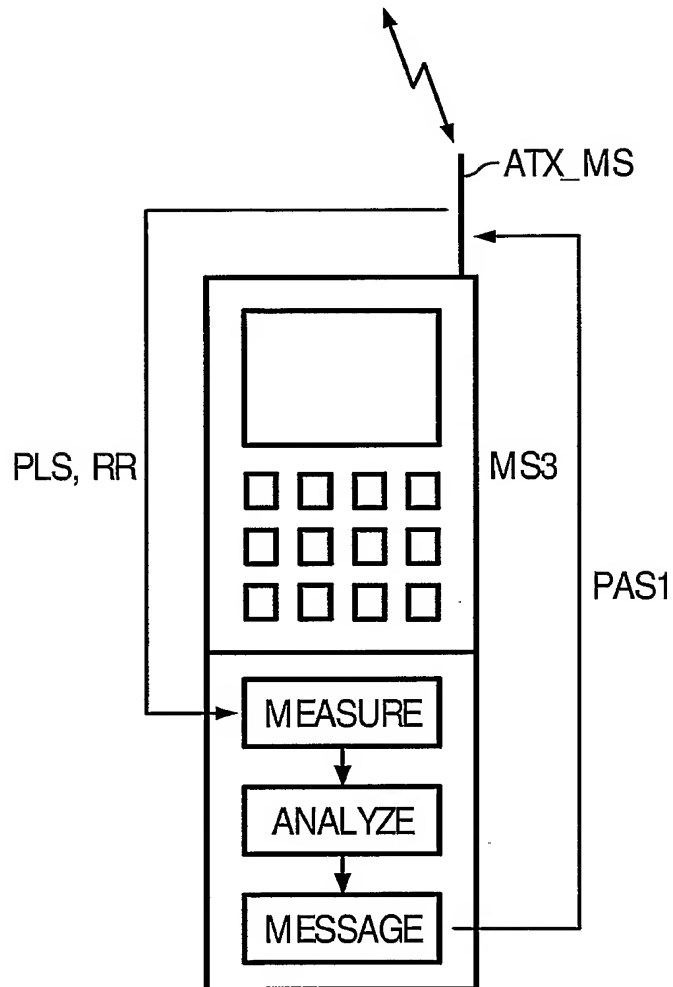 ATX_MS
PLS, RR
MS3
PAS1
MEASURE
ANALYZE
MESSAGE